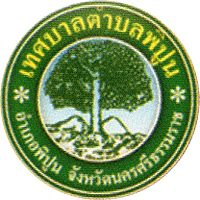 เทศบาลตำบลพิปูน
อำเภอพิปูน จังหวัดนครศรีธรรมราช